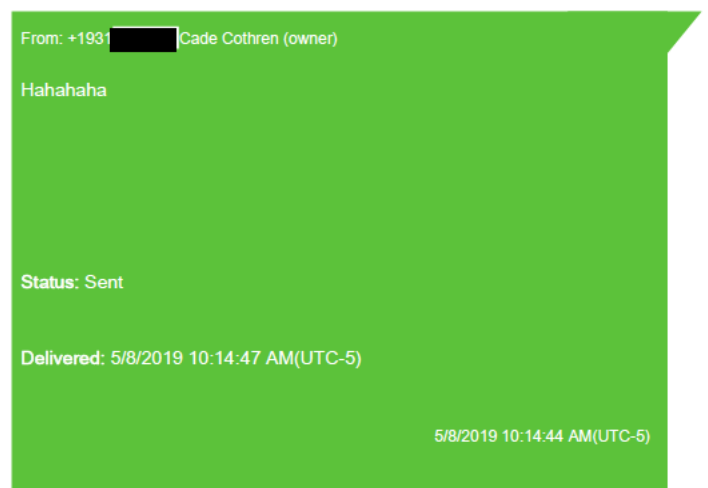 From: +1931 Cade Cothren (owner)
Hahahaha
Status: Sent
Delivered: 5/8/2019 10:14:47 AM(UTC-5)
5/8/2019 10:14:44 AM(UTC-5)